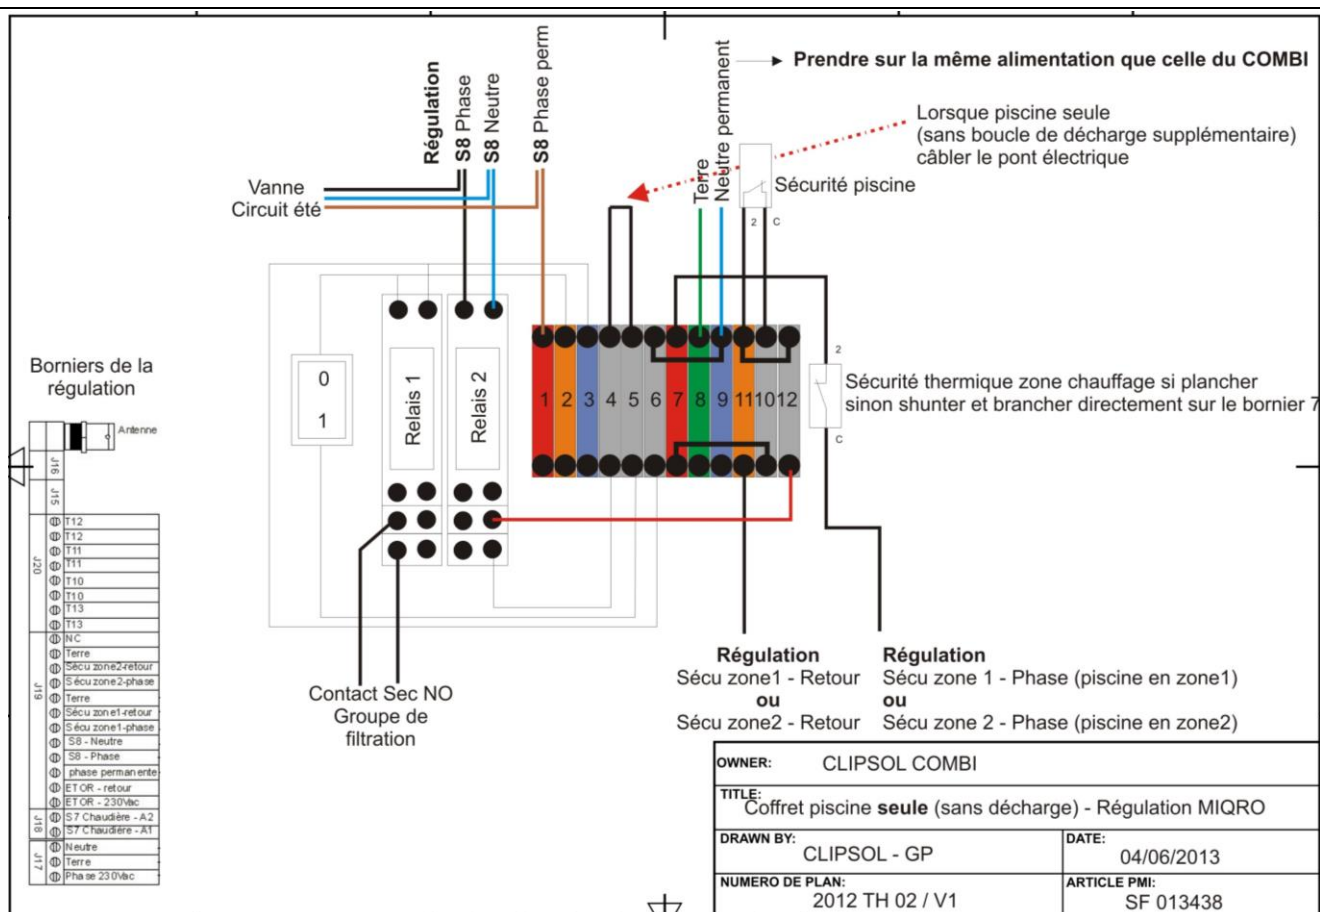 Prendre sur la même alimentation que celle du COMBI
Lorsque piscine seule
(sans boucle de décharge supplémentaire)
câbler le pont électrique
Régulation
S8 Phase
S8 Neutre
S8 Phase perm
Terre
Neutre permanent
Sécurité piscine
2 C
Vanne
Circuit été
0
1
Relais 1
Relais 2
1 2 3 4 5 6 7 8 9 11 10 12
2
Sécurité thermique zone chauffage si plancher
sinon shunter et brancher directement sur le bornier 7
C
Borniers de la
régulation
Antenne
J16
J15
J20
T12
T12
T11
T11
T10
T10
T13
T13
J19
NC
Terre
Sécu zone2-retour
Sécu zone2-phase
Terre
Sécu zone1-retour
Sécu zone1-phase
S8 - Neutre
S8 - Phase
phase permanente
ETOR - retour
ETOR - 230Vac
J18
S7 Chaudière - A2
S7 Chaudière - A1
J17
Neutre
Terre
Phase 230Vac
Contact Sec NO
Groupe de
filtration
Régulation
Sécu zone1 - Retour
ou
Sécu zone2 - Retour
Régulation
Sécu zone 1 - Phase (piscine en zone1)
ou
Sécu zone 2 - Phase (piscine en zone2)
OWNER: CLIPSOL COMBI
TITLE: Coffret piscine seule (sans décharge) - Régulation MIQRO
DRAWN BY: CLIPSOL - GP
DATE: 04/06/2013
NUMERO DE PLAN: 2012 TH 02 / V1
ARTICLE PMI: SF 013438